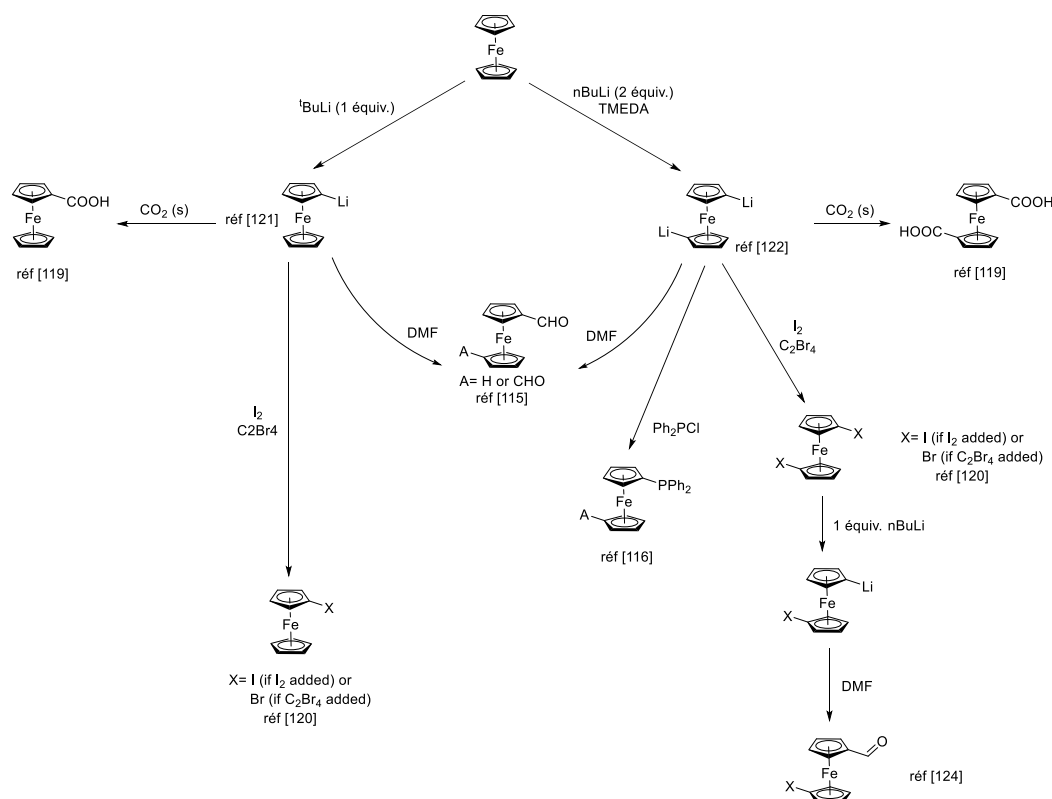 Fe
ᵗBuLi (1 équiv.)
nBuLi (2 équiv.)
TMEDA
COOH
Fe
réf [119]
CO₂ (s)
réf [121]
Li
Fe
Li
Fe
Li
réf [122]
CO₂ (s)
COOH
Fe
HOOC
réf [119]
DMF
CHO
Fe
A
A= H or CHO
réf [115]
DMF
I₂
C₂Br₄
I₂
C2Br4
Ph₂PCl
PPh₂
Fe
A
réf [116]
X
Fe
X
X= I (if I₂ added) or
Br (if C₂Br₄ added)
réf [120]
1 équiv. nBuLi
Li
Fe
X
X
Fe
X= I (if I₂ added) or
Br (if C₂Br₄ added)
réf [120]
DMF
O
Fe
X
réf [124]